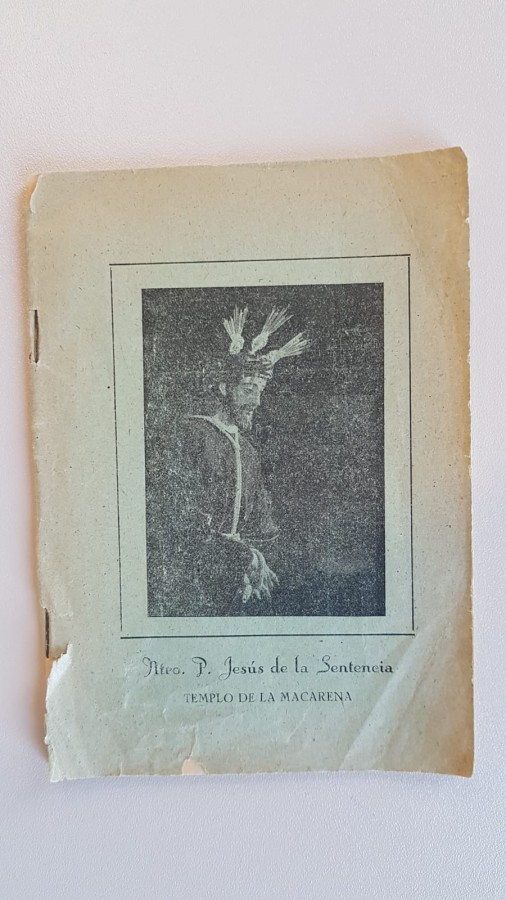 Ntro. P. Jesús de la Sentencia
TEMPLO DE LA MACARENA